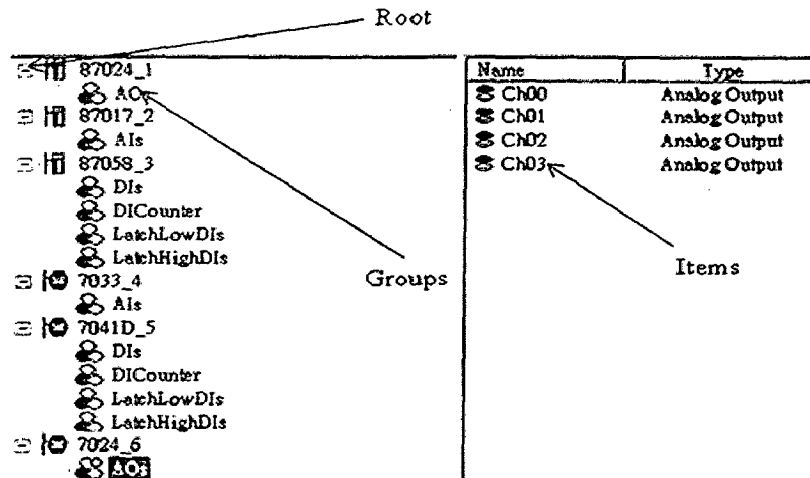 Root
87024_1
AO
87017_2
AIs
87058_3
DIs
DICounter
LatchLowDIs
LatchHighDIs
7033_4
AIs
7041D_5
DIs
DICounter
LatchLowDIs
LatchHighDIs
7024_6
AOs
Groups
Name Type
Ch00 Analog Output
Ch01 Analog Output
Ch02 Analog Output
Ch03 Analog Output
Items